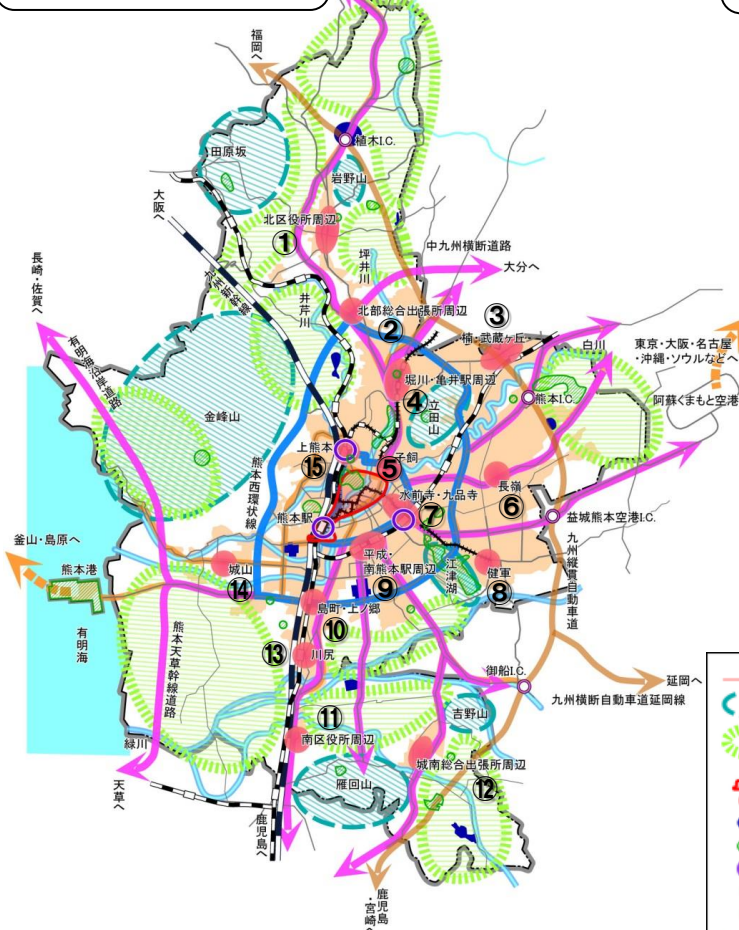 福岡へ
植木I.C.
田原坂
岩野山
大阪へ
北区役所周辺
①
坪井川
中九州横断道路
大分へ
長崎・佐賀へ
九州新幹線
井芹川
北部総合出張所周辺
②
③
楠・武蔵ヶ丘
白川
東京・大阪・名古屋
・沖縄・ソウルなどへ
有明海沿岸道路
堀川・亀井駅周辺
④
立田山
熊本I.C.
阿蘇くまもと空港
金峰山
上熊本
⑮
子飼
⑤
熊本西環状線
水前寺・九品寺
⑦
長嶺
⑥
熊本駅
益城熊本空港I.C.
釜山・島原へ
熊本港
城山
⑭
平成・
南熊本駅周辺
⑨
江津湖
健軍
⑧
九州縦貫自動車道
有明海
熊本天草幹線道路
島町・上ノ郷
⑩
⑬
川尻
御船I.C.
延岡へ
九州横断自動車道延岡線
緑川
⑪
南区役所周辺
吉野山
城南総合出張所周辺
⑫
天草へ
雁回山
鹿児島へ
鹿児島
・宮崎へ